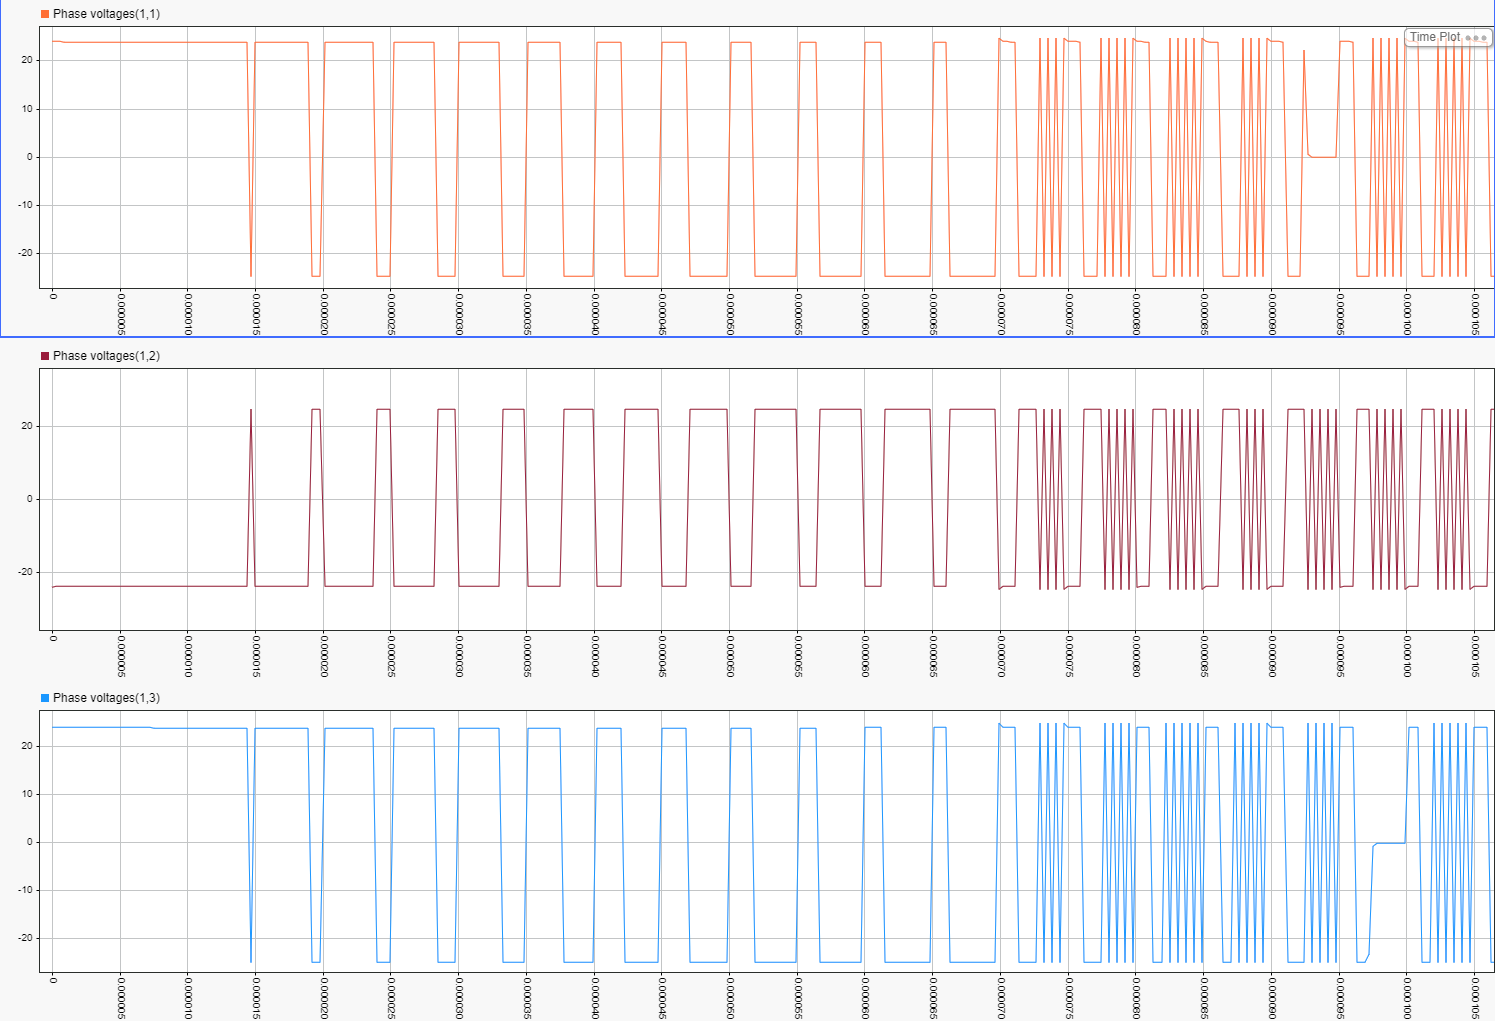 Phase voltages(1,1)
Time Plot
20
10
0
-10
-20
0 0.000005 0.000010 0.000015 0.000020 0.000025 0.000030 0.000035 0.000040 0.000045 0.000050 0.000055 0.000060 0.000065 0.000070 0.000075 0.000080 0.000085 0.000090 0.000095 0.000100 0.000105
Phase voltages(1,2)
20
0
-20
0 0.000005 0.000010 0.000015 0.000020 0.000025 0.000030 0.000035 0.000040 0.000045 0.000050 0.000055 0.000060 0.000065 0.000070 0.000075 0.000080 0.000085 0.000090 0.000095 0.000100 0.000105
Phase voltages(1,3)
20
10
0
-10
-20
0 0.000005 0.000010 0.000015 0.000020 0.000025 0.000030 0.000035 0.000040 0.000045 0.000050 0.000055 0.000060 0.000065 0.000070 0.000075 0.000080 0.000085 0.000090 0.000095 0.000100 0.000105